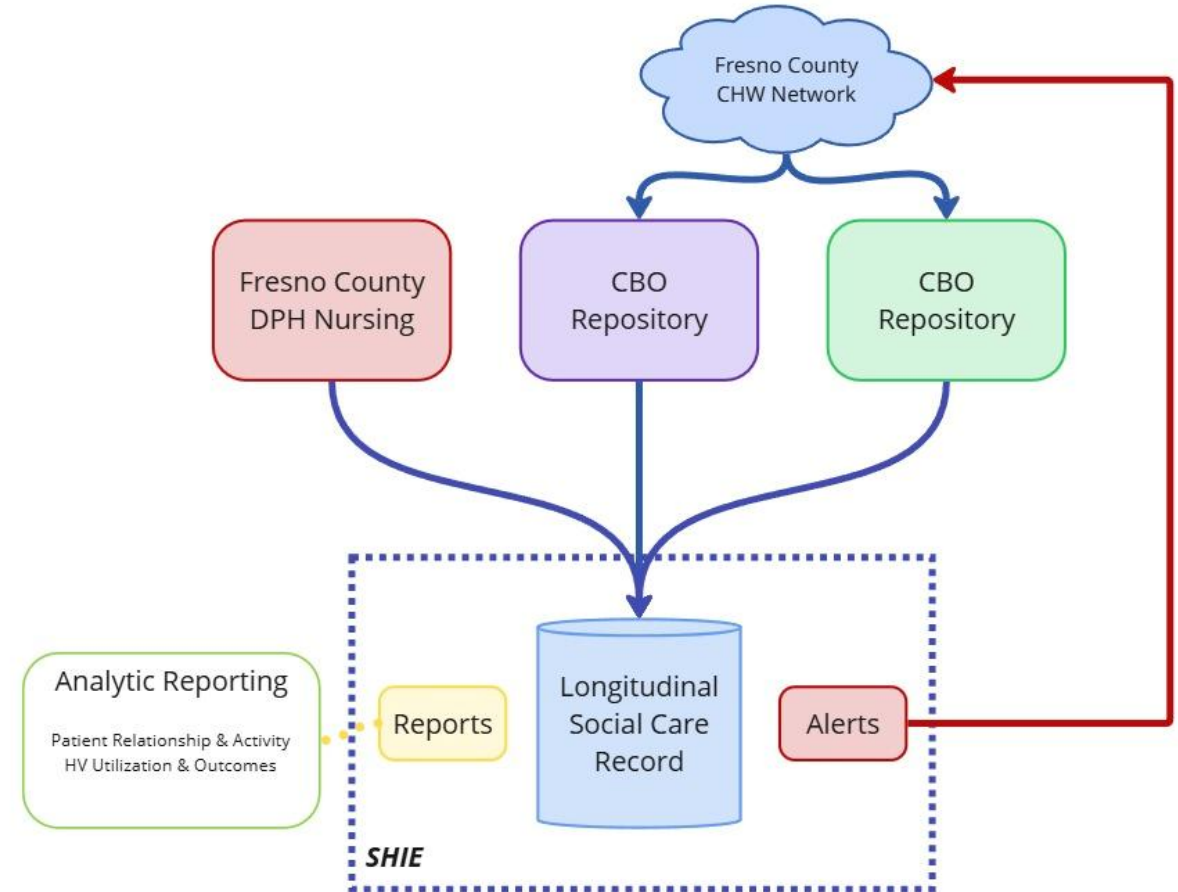 Fresno County
CHW Network
Fresno County
DPH Nursing
CBO
Repository
CBO
Repository
Analytic Reporting
Patient Relationship & Activity
HV Utilization & Outcomes
Reports
Longitudinal
Social Care
Record
Alerts
SHIE